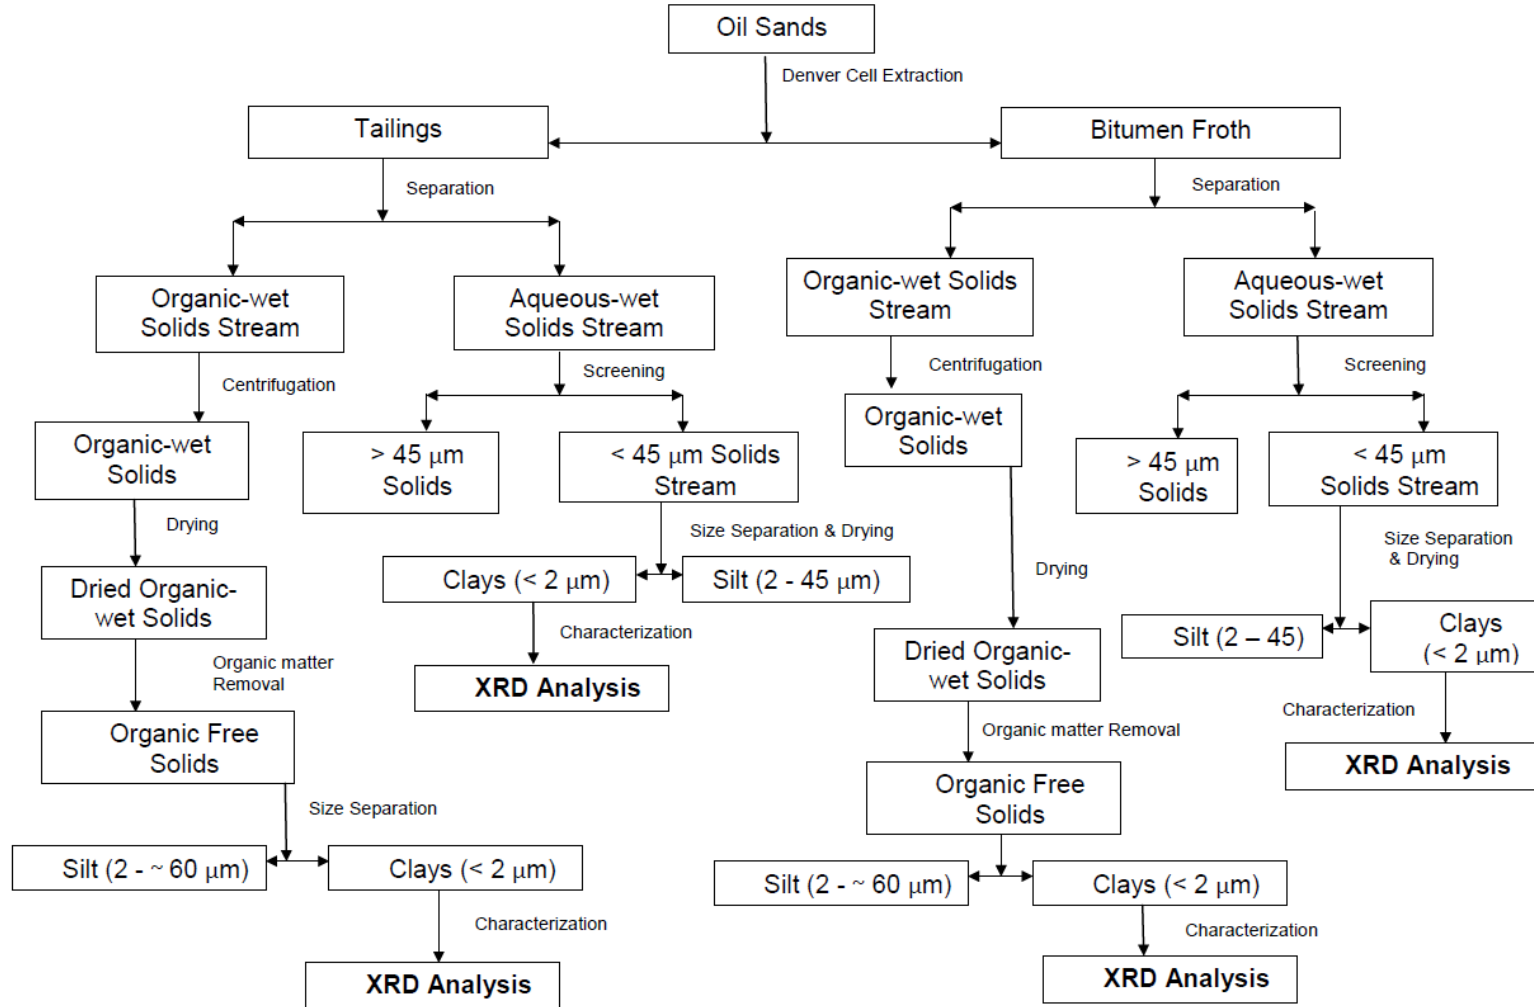 Oil Sands
Denver Cell Extraction
Tailings
Bitumen Froth
Separation
Separation
Organic-wet
Solids Stream
Aqueous-wet
Solids Stream
Organic-wet Solids
Stream
Aqueous-wet
Solids Stream
Centrifugation
Screening
Centrifugation
Screening
Organic-wet
Solids
> 45 μm
Solids
< 45 μm Solids
Stream
Organic-wet
Solids
> 45 μm
Solids
< 45 μm
Solids Stream
Drying
Size Separation & Drying
Drying
Size Separation
& Drying
Dried Organic-
wet Solids
Clays (< 2 μm)
Silt (2 - 45 μm)
Dried Organic-
wet Solids
Silt (2 – 45)
Clays
(< 2 μm)
Organic matter
Removal
Characterization
XRD Analysis
Organic matter Removal
Characterization
XRD Analysis
Organic Free
Solids
Organic Free
Solids
Size Separation
Silt (2 - ~ 60 μm)
Clays (< 2 μm)
Silt (2 - ~ 60 μm)
Clays (< 2 μm)
Characterization
Characterization
XRD Analysis
XRD Analysis